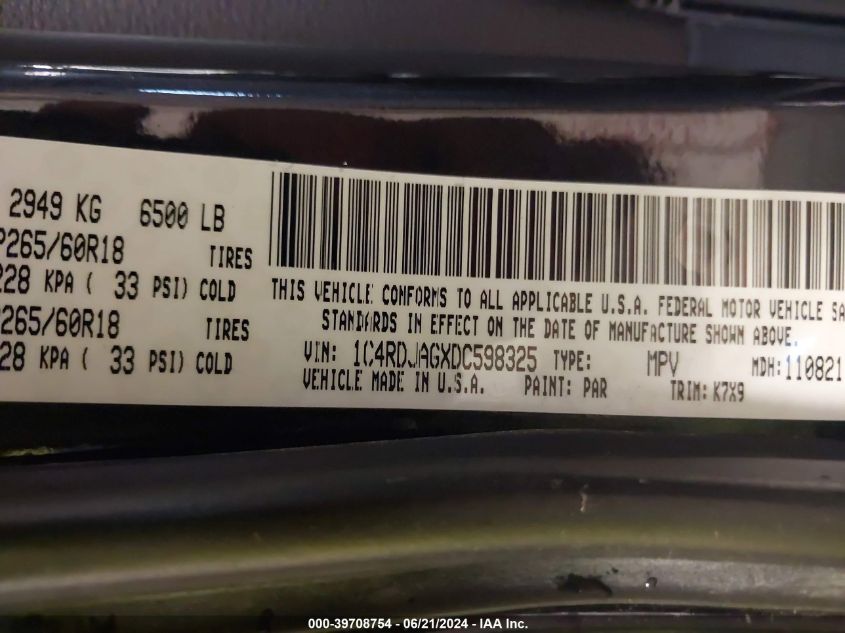 2949 KG 6500 LB
P265/60R18 TIRES
228 KPA ( 33 PSI) COLD
P265/60R18 TIRES
228 KPA ( 33 PSI) COLD
THIS VEHICLE CONFORMS TO ALL APPLICABLE U.S.A. FEDERAL MOTOR VEHICLE SA
STANDARDS IN EFFECT ON THE DATE OF MANUFACTURE SHOWN ABOVE.
VIN: 1C4RDJAGXDC598325 TYPE: MPV MDH: 110821
VEHICLE MADE IN U.S.A. PAINT: PAR TRIM: K7X9
000-39708754 - 06/21/2024 - IAA Inc.